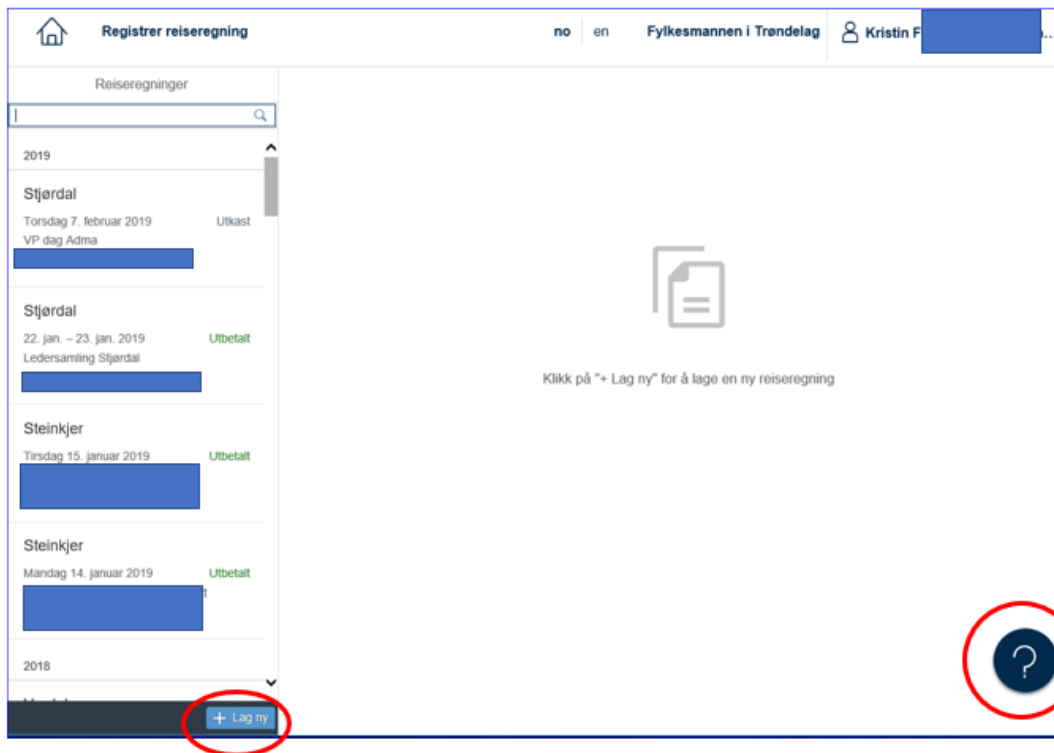 Registrer reiseregning
no en Fylkesmannen i Trøndelag Kristin F
Reiseregninger
2019
Stjørdal
Torsdag 7. februar 2019 Utkast
VP dag Adma
Stjørdal
22. jan. – 23. jan. 2019 Utbetalt
Ledersamling Stjørdal
Steinkjer
Tirsdag 15. januar 2019 Utbetalt
Steinkjer
Mandag 14. januar 2019 Utbetalt
2018
+ Lag ny
Klikk på "+ Lag ny" for å lage en ny reiseregning
?